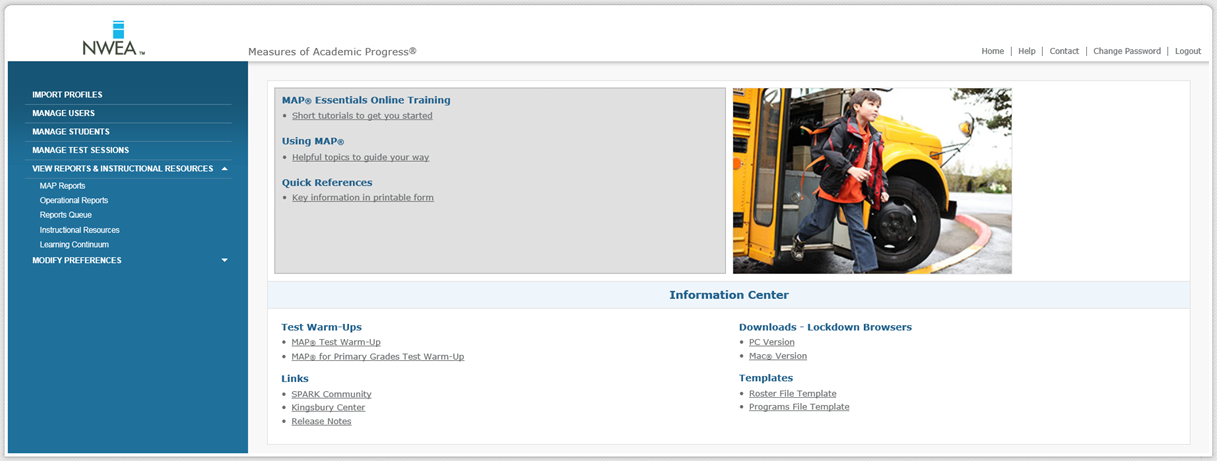 NWEA™
Measures of Academic Progress®
Home | Help | Contact | Change Password | Logout
IMPORT PROFILES
MANAGE USERS
MANAGE STUDENTS
MANAGE TEST SESSIONS
VIEW REPORTS & INSTRUCTIONAL RESOURCES
MAP Reports
Operational Reports
Reports Queue
Instructional Resources
Learning Continuum
MODIFY PREFERENCES
MAP® Essentials Online Training
• Short tutorials to get you started
Using MAP®
• Helpful topics to guide your way
Quick References
• Key information in printable form
Information Center
Test Warm-Ups
• MAP® Test Warm-Up
• MAP® for Primary Grades Test Warm-Up
Links
• SPARK Community
• Kingsbury Center
• Release Notes
Downloads - Lockdown Browsers
• PC Version
• Mac® Version
Templates
• Roster File Template
• Programs File Template